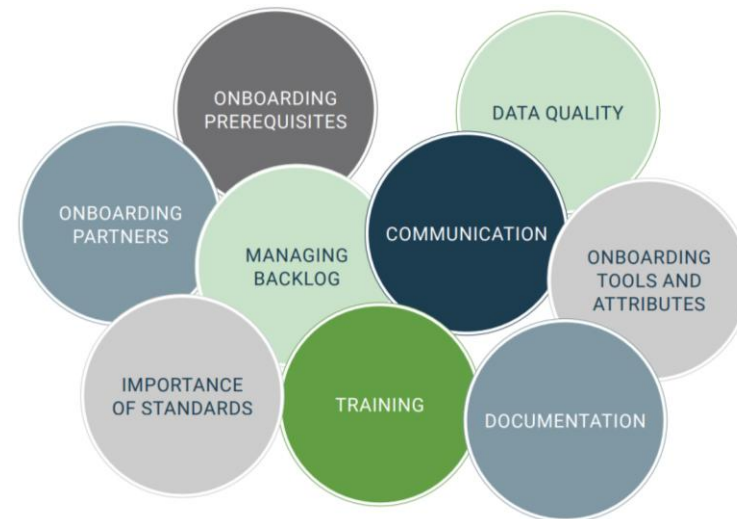 ONBOARDING
PREREQUISITES
DATA QUALITY
ONBOARDING
PARTNERS
MANAGING
BACKLOG
COMMUNICATION
ONBOARDING
TOOLS AND
ATTRIBUTES
IMPORTANCE
OF STANDARDS
TRAINING
DOCUMENTATION